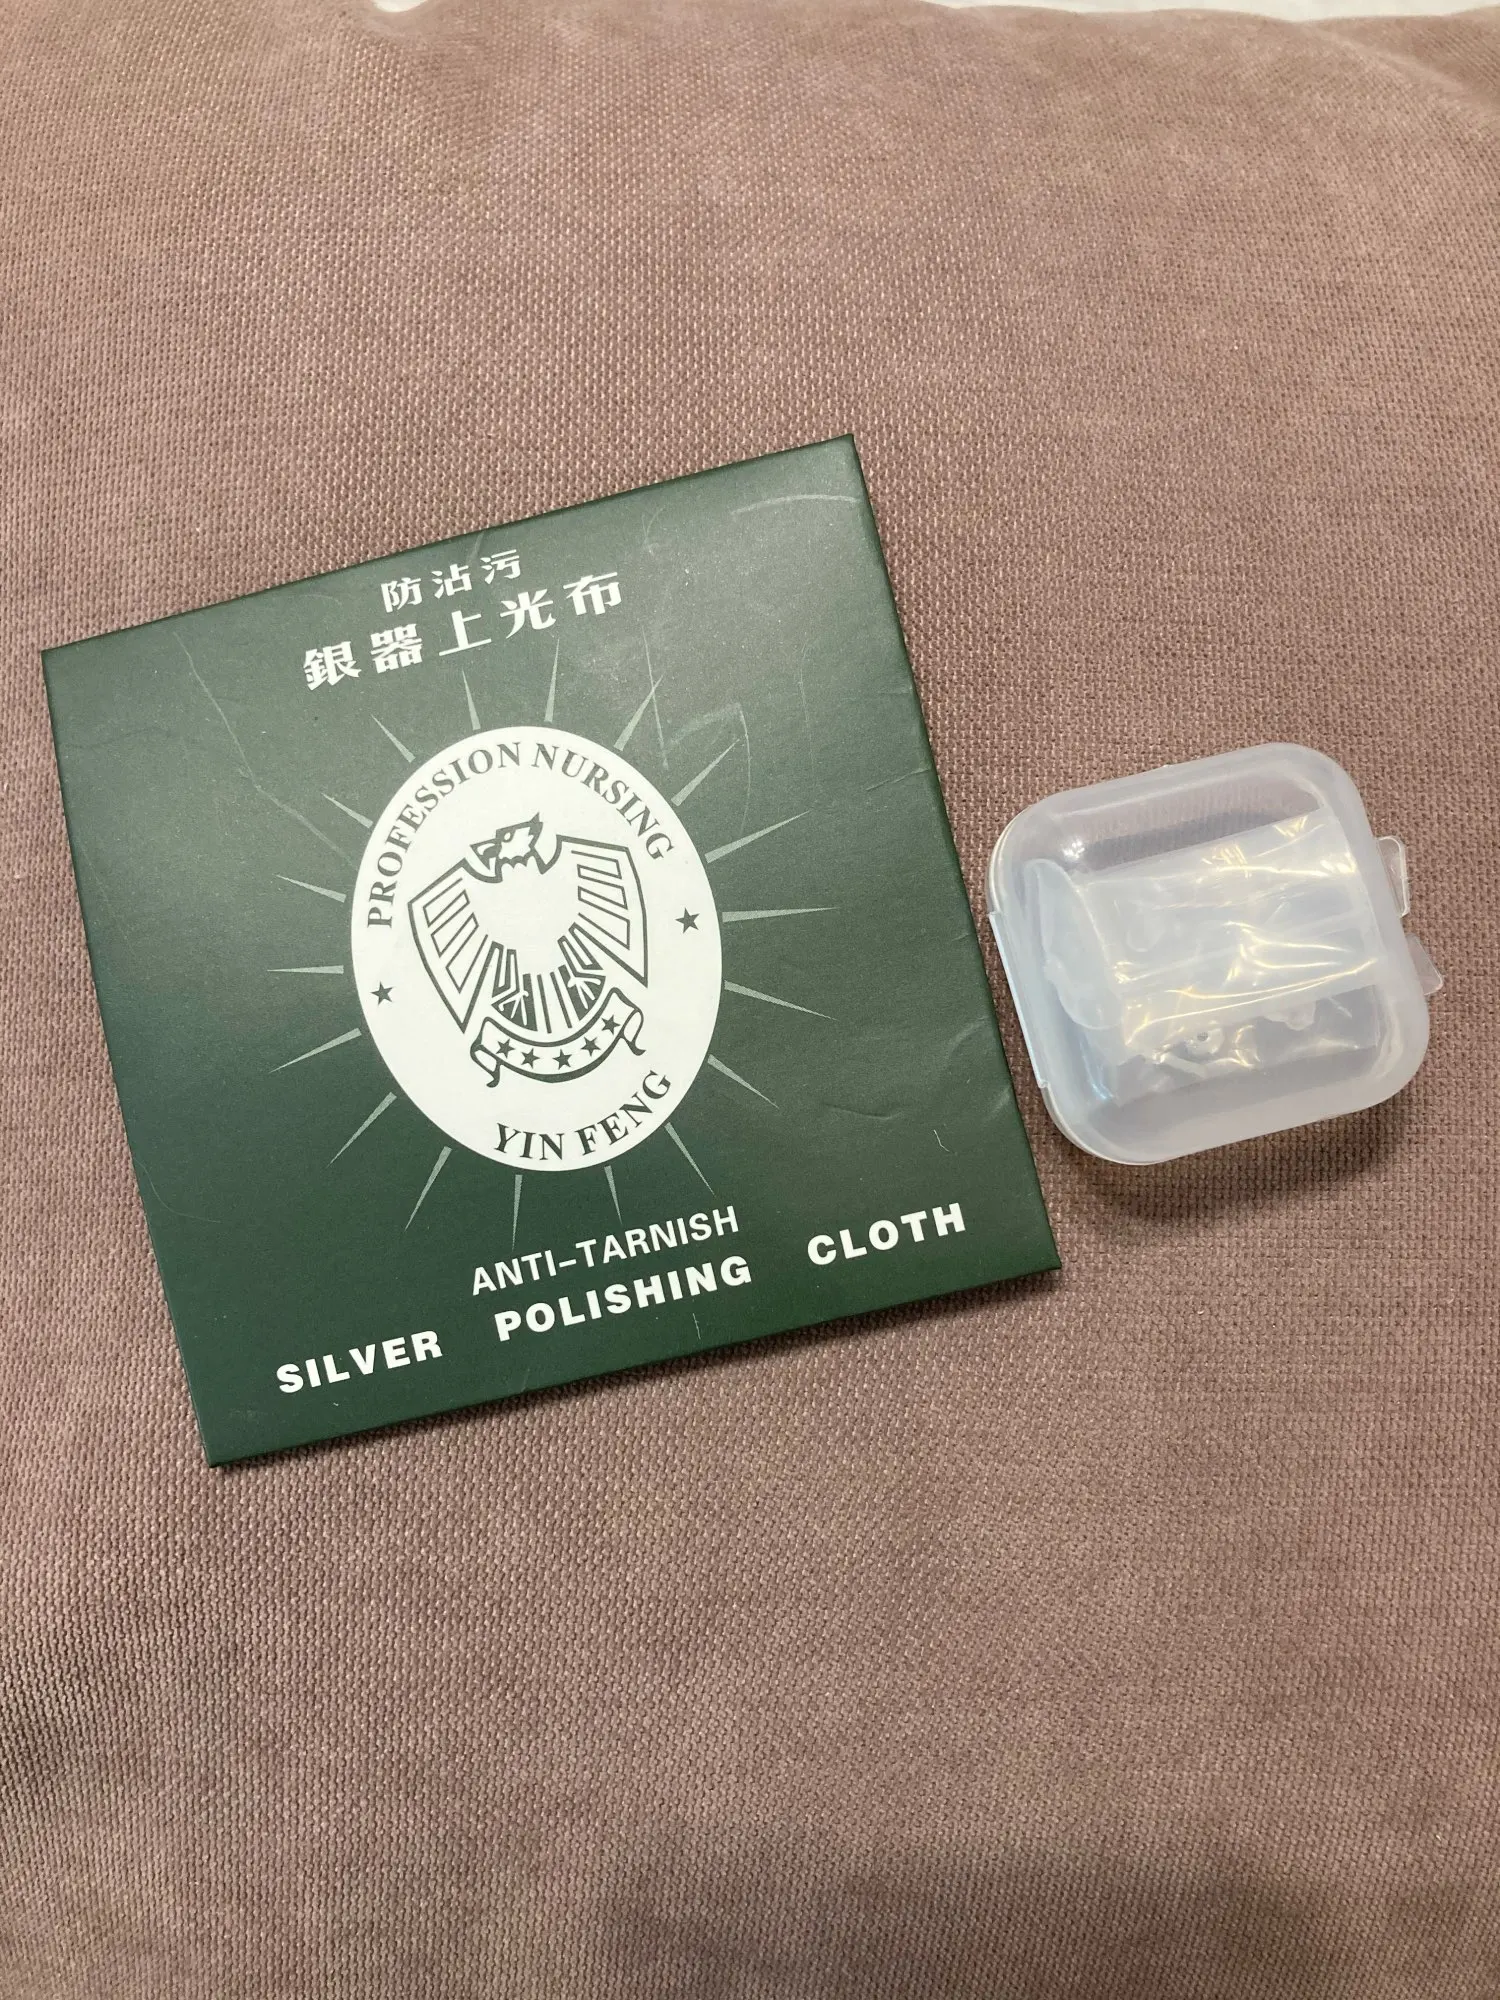 防沾污
銀器上光布
PROFESSION NURSING
YIN FENG
ANTI-TARNISH
SILVER POLISHING CLOTH